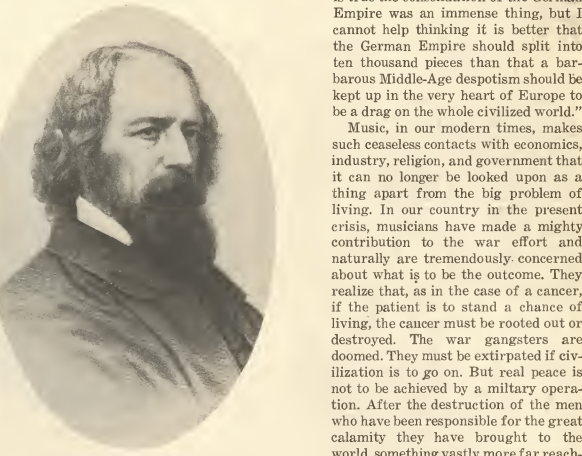 is true the consolidation of the German
Empire was an immense thing, but I
cannot help thinking it is better that
the German Empire should split into
ten thousand pieces than that a bar-
barous Middle-Age despotism should be
kept up in the very heart of Europe to
be a drag on the whole civilized world."
Music, in our modern times, makes
such ceaseless contacts with economics,
industry, religion, and government that
it can no longer be looked upon as a
thing apart from the big problem of
living. In our country in the present
crisis, musicians have made a mighty
contribution to the war effort and
naturally are tremendously concerned
about what is to be the outcome. They
realize that, as in the case of a cancer,
if the patient is to stand a chance of
living, the cancer must be rooted out or
destroyed. The war gangsters are
doomed. They must be extirpated if civ-
ilization is to go on. But real peace is
not to be achieved by a miltary opera-
tion. After the destruction of the men
who have been responsible for the great
calamity they have brought to the
world, something vastly more far reach-